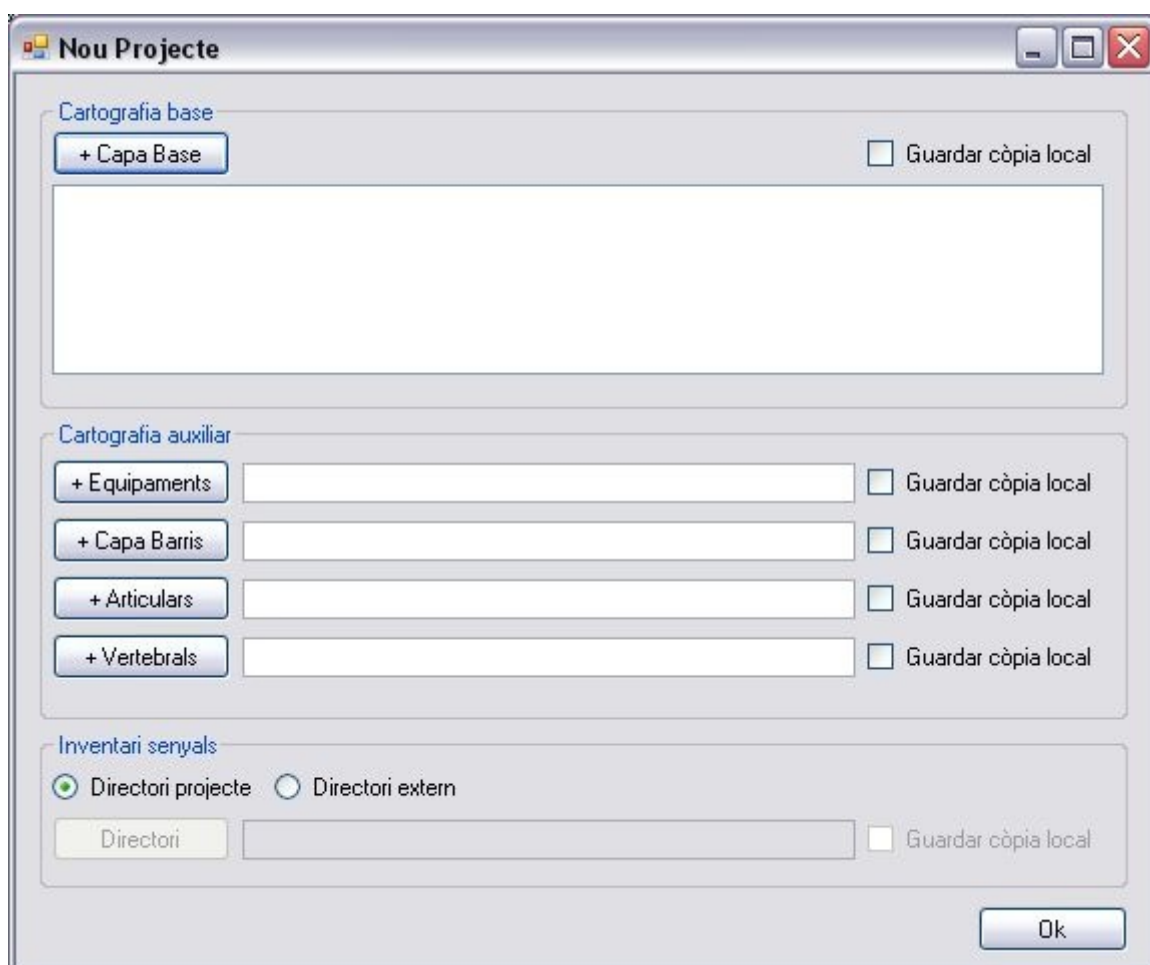 Nou Projecte
Cartografia base
+ Capa Base
Guardar còpia local
Cartografia auxiliar
+ Equipaments
Guardar còpia local
+ Capa Barris
Guardar còpia local
+ Articulars
Guardar còpia local
+ Vertebrals
Guardar còpia local
Inventari senyals
Directori projecte
Directori extern
Directori
Guardar còpia local
Ok